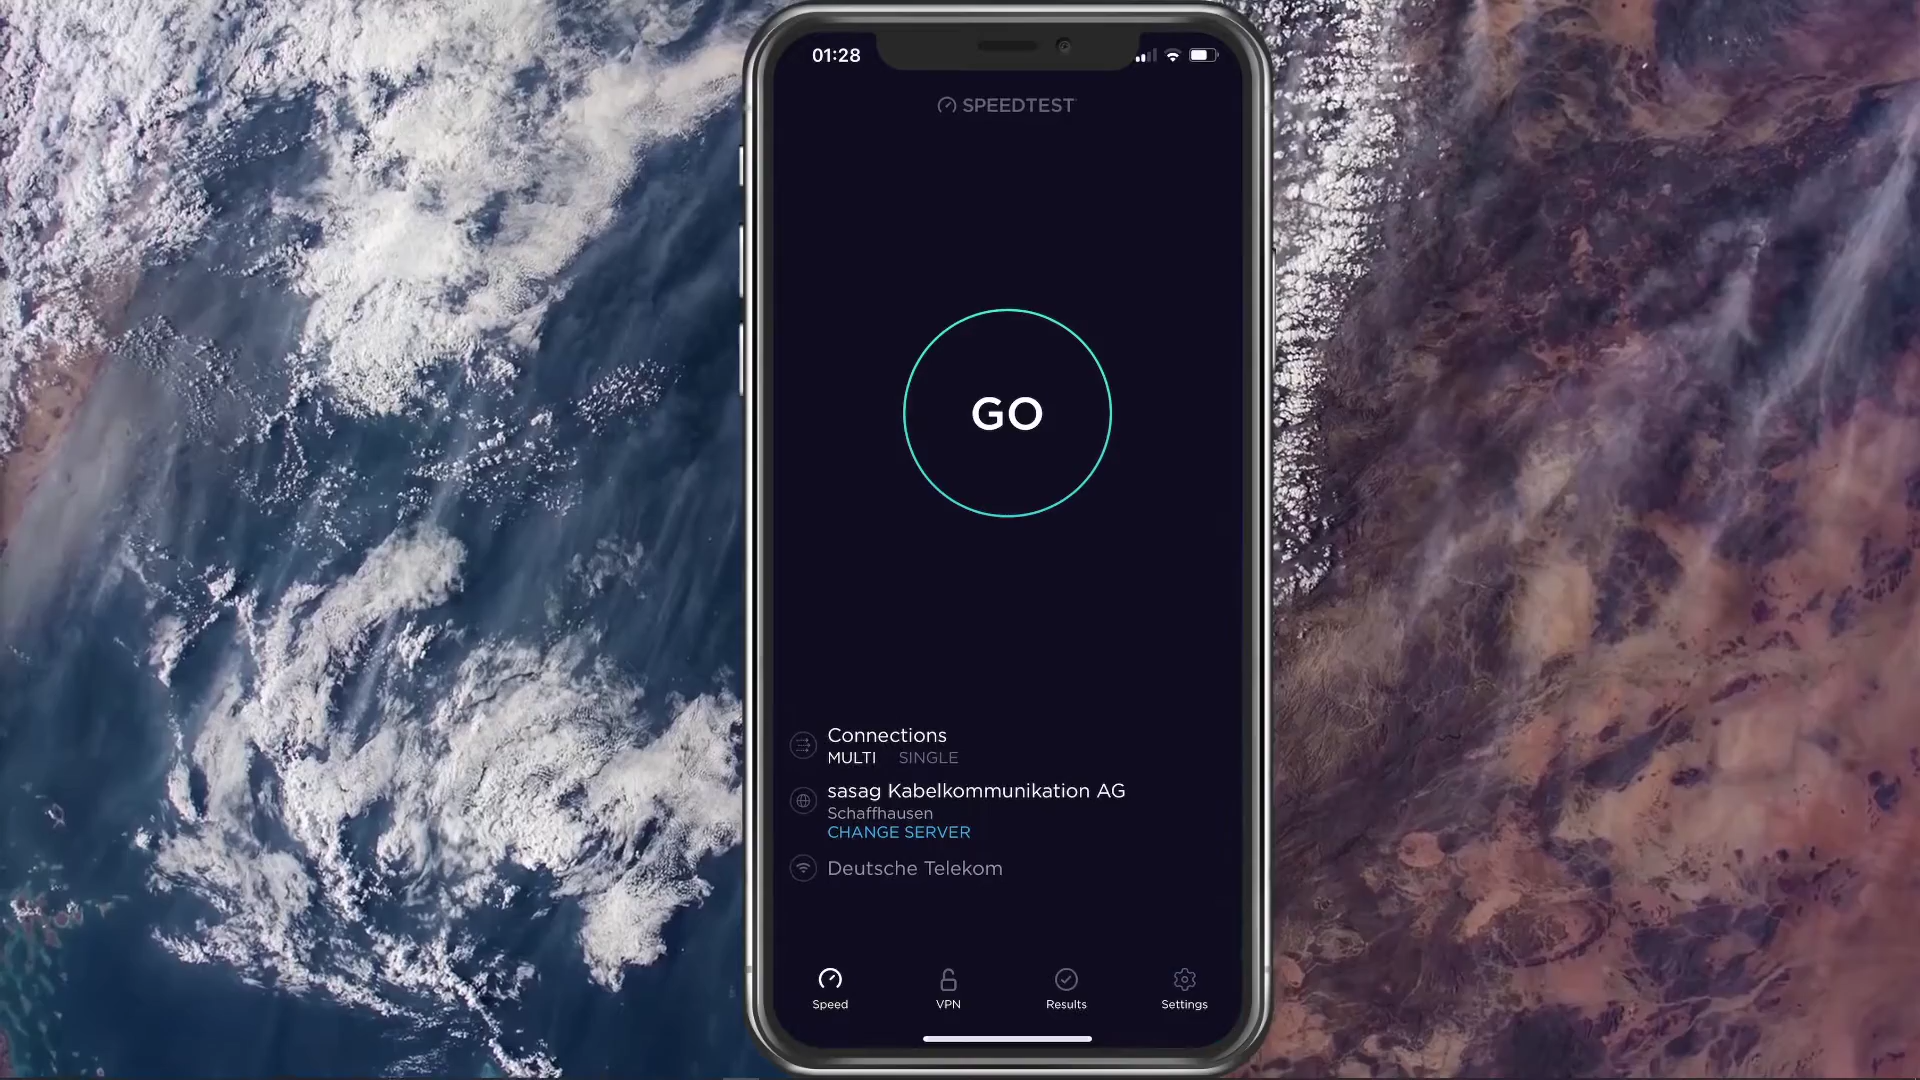 01:28
SPEEDTEST
GO
Connections
MULTI SINGLE
sasag Kabelkommunikation AG
Schaffhausen
CHANGE SERVER
Deutsche Telekom
Speed VPN Results Settings